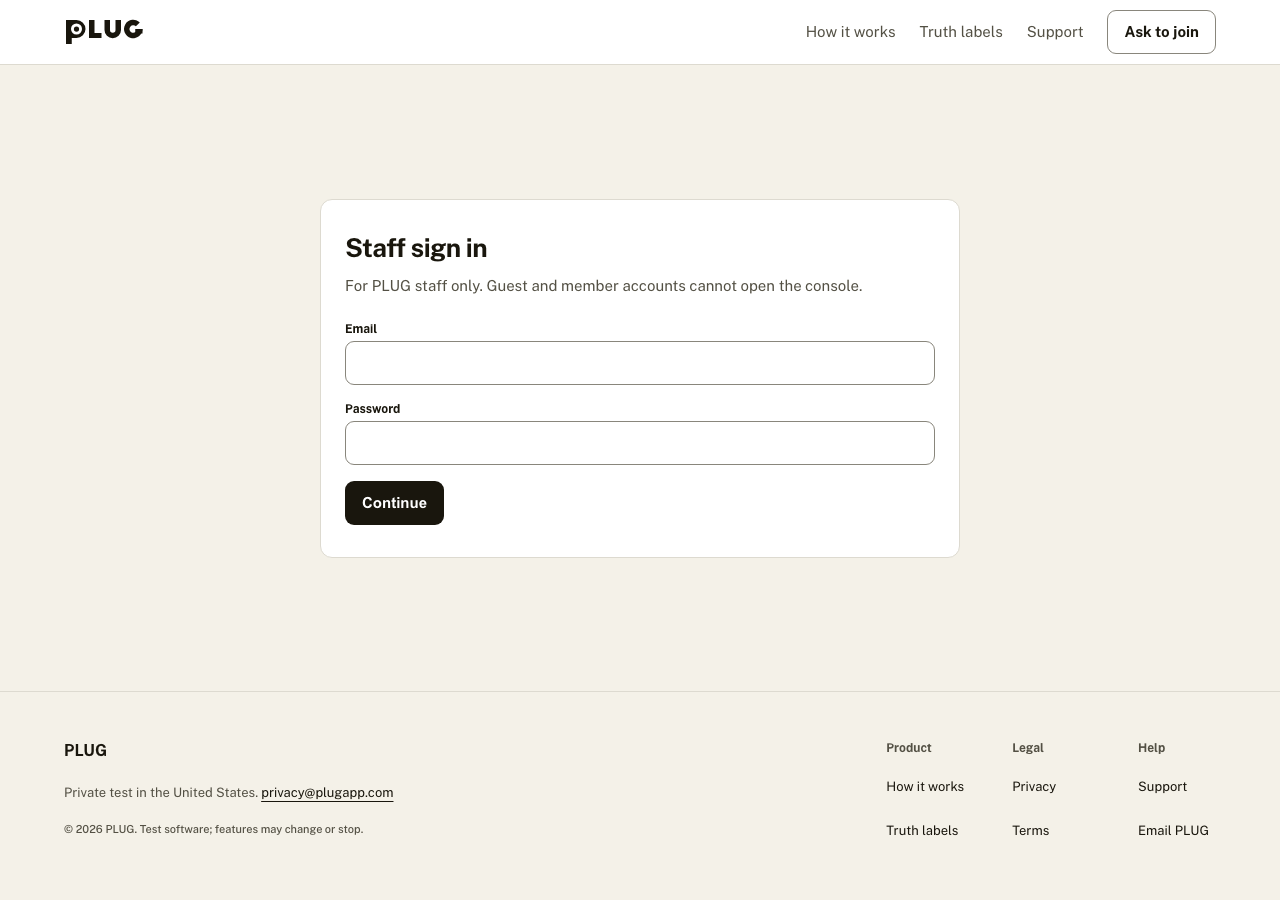 PLUG
How it works
Truth labels
Support
Ask to join
Staff sign in
For PLUG staff only. Guest and member accounts cannot open the console.
Email
Password
Continue
PLUG
Private test in the United States. privacy@plugapp.com
© 2026 PLUG. Test software; features may change or stop.
Product
How it works
Truth labels
Legal
Privacy
Terms
Help
Support
Email PLUG